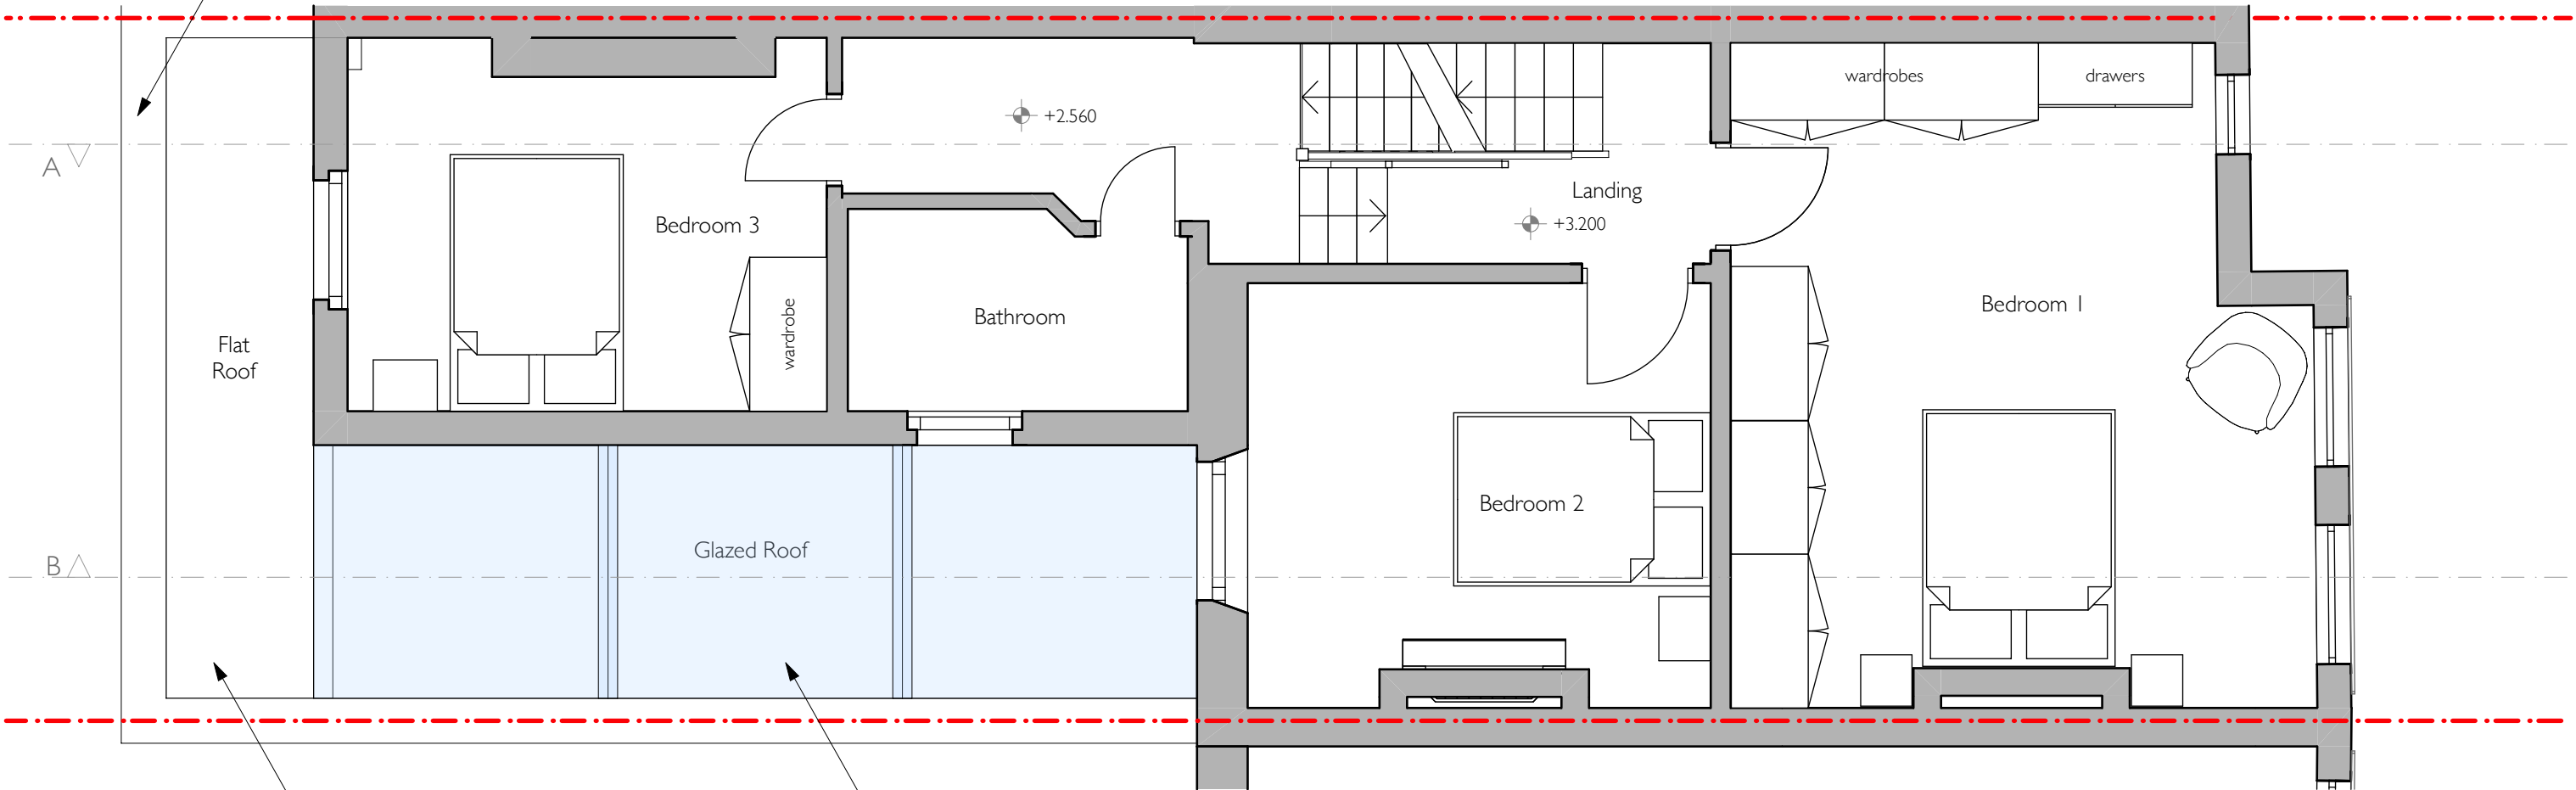 wardrobes
drawers
+2.560
A
Landing
Bedroom 3
+3.200
Bedroom 1
Bathroom
wardrobe
Flat
Roof
Bedroom 2
Glazed Roof
B